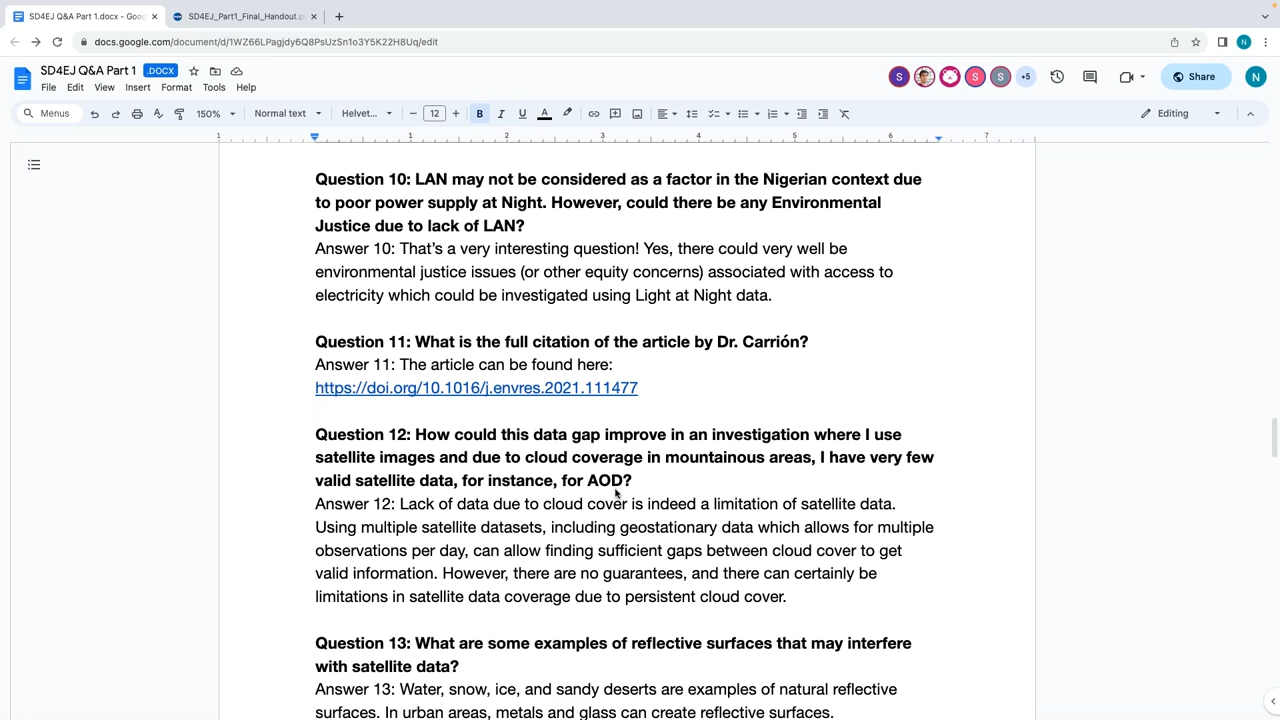 SD4EJ Q&A Part 1.docx - Goo
SD4EJ_Part1_Final_Handout.p
docs.google.com/document/d/1WZ66LPagjdy6Q8PsUzSn1o3Y5K22H8Uq/edit
N
SD4EJ Q&A Part 1
.DOCX
File Edit View Insert Format Tools Help
S
S
S
+5
Share
N
Menus
150%
Normal text
Helvet...
12
B
I
U
A
Editing
1 1 2 3 4 5 6 7
Question 10: LAN may not be considered as a factor in the Nigerian context due
to poor power supply at Night. However, could there be any Environmental
Justice due to lack of LAN?
Answer 10: That's a very interesting question! Yes, there could very well be
environmental justice issues (or other equity concerns) associated with access to
electricity which could be investigated using Light at Night data.
Question 11: What is the full citation of the article by Dr. Carrión?
Answer 11: The article can be found here:
https://doi.org/10.1016/j.envres.2021.111477
Question 12: How could this data gap improve in an investigation where I use
satellite images and due to cloud coverage in mountainous areas, I have very few
valid satellite data, for instance, for AOD?
Answer 12: Lack of data due to cloud cover is indeed a limitation of satellite data.
Using multiple satellite datasets, including geostationary data which allows for multiple
observations per day, can allow finding sufficient gaps between cloud cover to get
valid information. However, there are no guarantees, and there can certainly be
limitations in satellite data coverage due to persistent cloud cover.
Question 13: What are some examples of reflective surfaces that may interfere
with satellite data?
Answer 13: Water, snow, ice, and sandy deserts are examples of natural reflective
surfaces. In urban areas, metals and glass can create reflective surfaces.